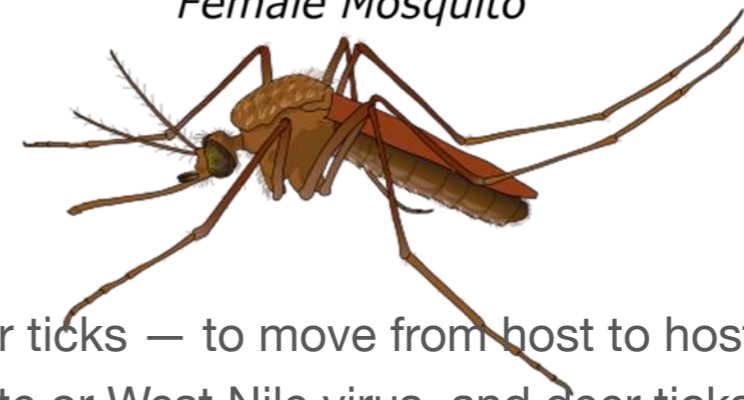 Female Mosquito
r ticks — to move from host to host
or West Nile virus, and deer ticks